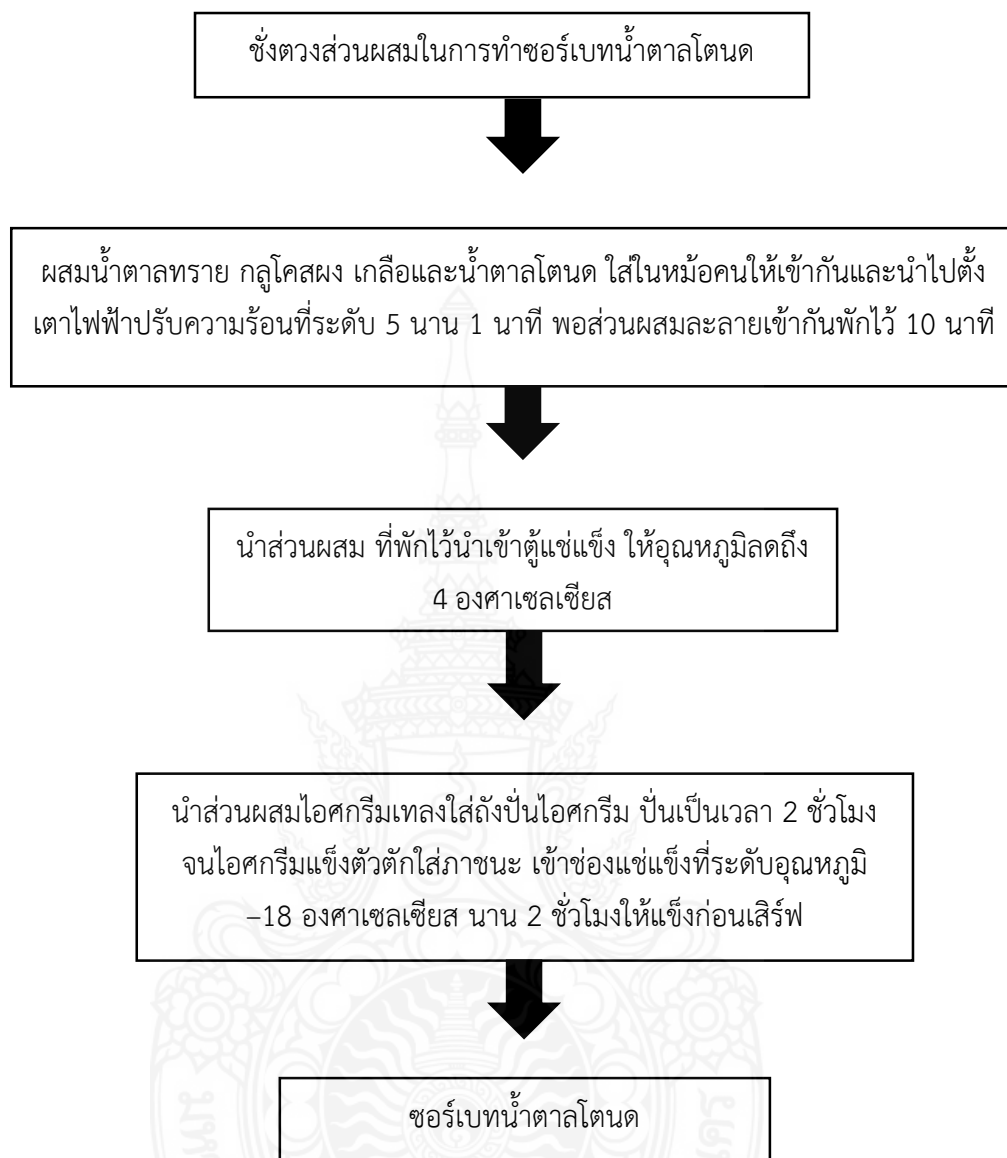 ชั่งตวงส่วนผสมในการทำซอร์เบทน้ำตาลโตนด
ผสมน้ำตาลทราย กลูโคสผง เกลือและน้ำตาลโตนด ใส่ในหม้อคนให้เข้ากันและนำไปตั้ง
เตาไฟฟ้าปรับความร้อนที่ระดับ 5 นาน 1 นาที พอส่วนผสมละลายเข้ากันพักไว้ 10 นาที
นำส่วนผสม ที่พักไว้นำเข้าตู้แช่แข็ง ให้อุณหภูมิลดถึง
4 องศาเซลเซียส
นำส่วนผสมไอศกรีมเทลงใส่ถังปั่นไอศกรีม ปั่นเป็นเวลา 2 ชั่วโมง
จนไอศกรีมแข็งตัวตักใส่ภาชนะ เข้าช่องแช่แข็งที่ระดับอุณหภูมิ
–18 องศาเซลเซียส นาน 2 ชั่วโมงให้แข็งก่อนเสิร์ฟ
ซอร์เบทน้ำตาลโตนด